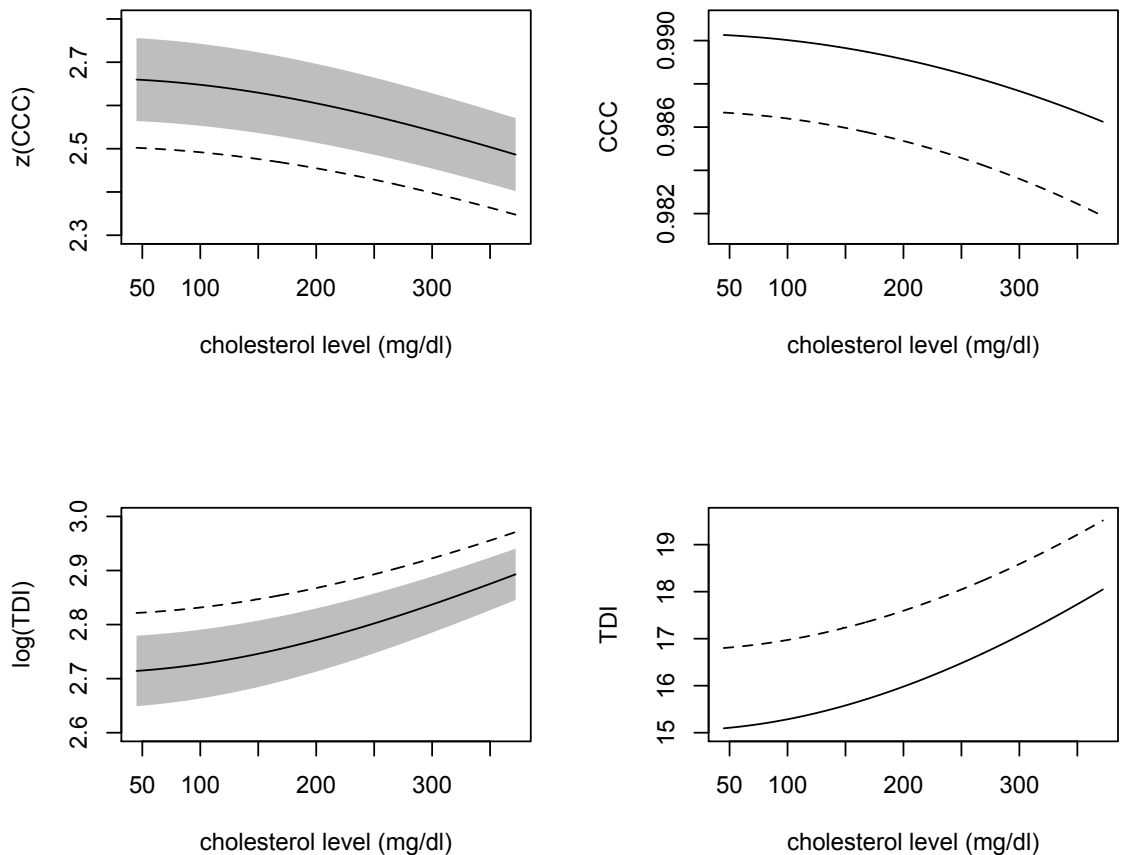 z(CCC)
2.3 2.5 2.7
50 100 200 300
cholesterol level (mg/dl)
CCC
0.982 0.986 0.990
50 100 200 300
cholesterol level (mg/dl)
log(TDI)
2.6 2.7 2.8 2.9 3.0
50 100 200 300
cholesterol level (mg/dl)
TDI
15 16 17 18 19
50 100 200 300
cholesterol level (mg/dl)